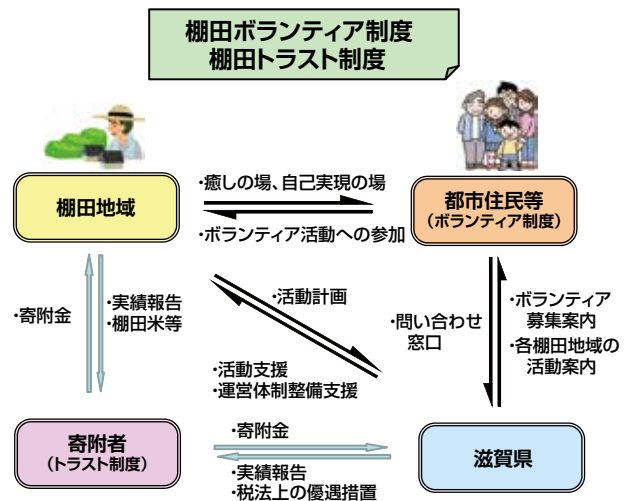 棚田ボランティア制度
棚田トラスト制度
棚田地域
・癒しの場、自己実現の場
・ボランティア活動への参加
都市住民等
(ボランティア制度)
・寄附金
・実績報告
・棚田米等
・活動計画
・活動支援
・運営体制整備支援
・問い合わせ
窓口
・ボランティア
募集案内
・各棚田地域の
活動案内
寄附者
(トラスト制度)
・寄附金
・実績報告
・税法上の優遇措置
滋賀県